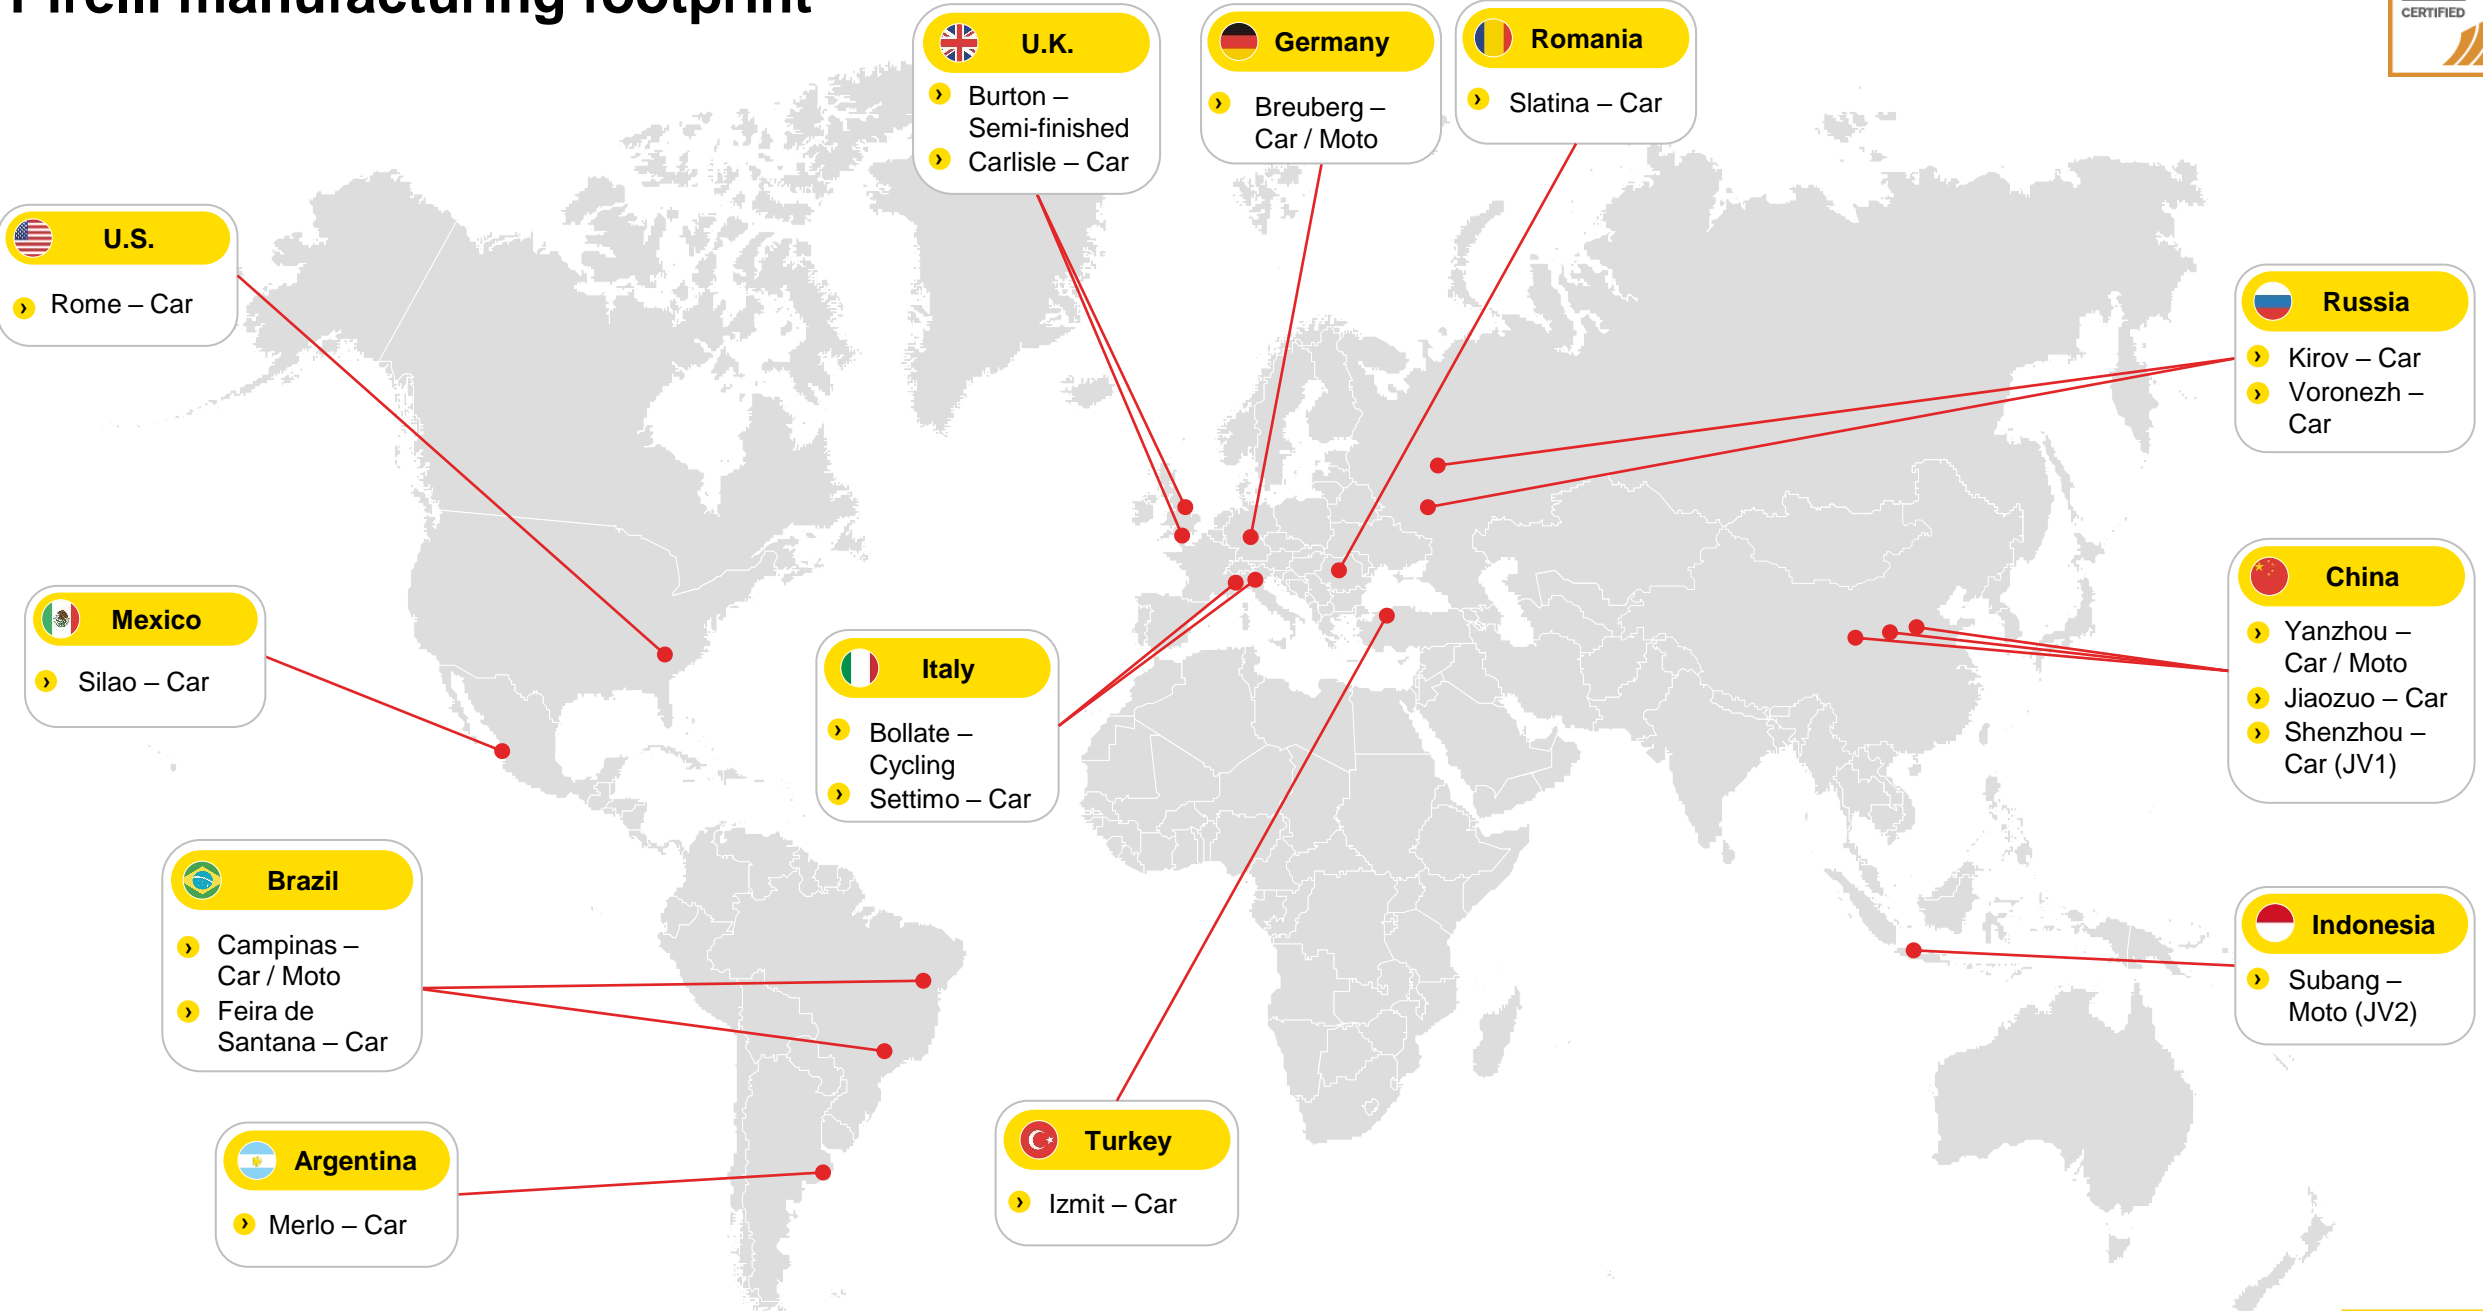 Pirelli manufacturing footprint
CERTIFIED
U.K.
Burton –
Semi-finished
Carlisle – Car
Germany
Breuberg –
Car / Moto
Romania
Slatina – Car
U.S.
Rome – Car
Russia
Kirov – Car
Voronezh –
Car
Mexico
Silao – Car
Italy
Bollate –
Cycling
Settimo – Car
China
Yanzhou –
Car / Moto
Jiaozuo – Car
Shenzhou –
Car (JV1)
Brazil
Campinas –
Car / Moto
Feira de
Santana – Car
Indonesia
Subang –
Moto (JV2)
Argentina
Merlo – Car
Turkey
Izmit – Car